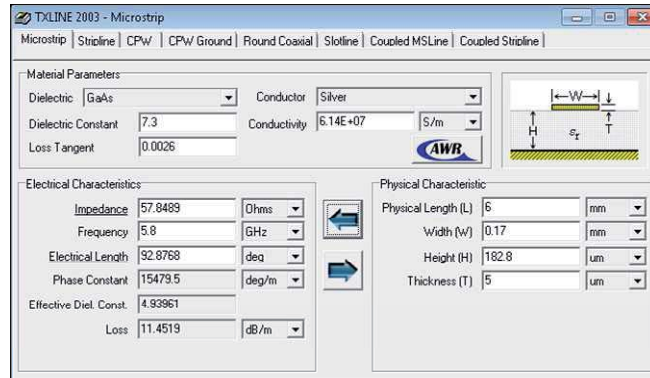 TXLINE 2003 - Microstrip
Microstrip | Stripline | CPW | CPW Ground | Round Coaxial | Slotline | Coupled MSLine | Coupled Stripline |
Material Parameters
Dielectric GaAs Conductor Silver
Dielectric Constant 7.3 Conductivity 6.14E+07 S/m
Loss Tangent 0.0026 AWR
←W→
H εr T
Electrical Characteristics
Impedance 57.8489 Ohms
Frequency 5.8 GHz
Electrical Length 92.8768 deg
Phase Constant 15479.5 deg/m
Effective Diel. Const. 4.93961
Loss 11.4519 dB/m
Physical Characteristic
Physical Length (L) 6 mm
Width (W) 0.17 mm
Height (H) 182.8 um
Thickness (T) 5 um